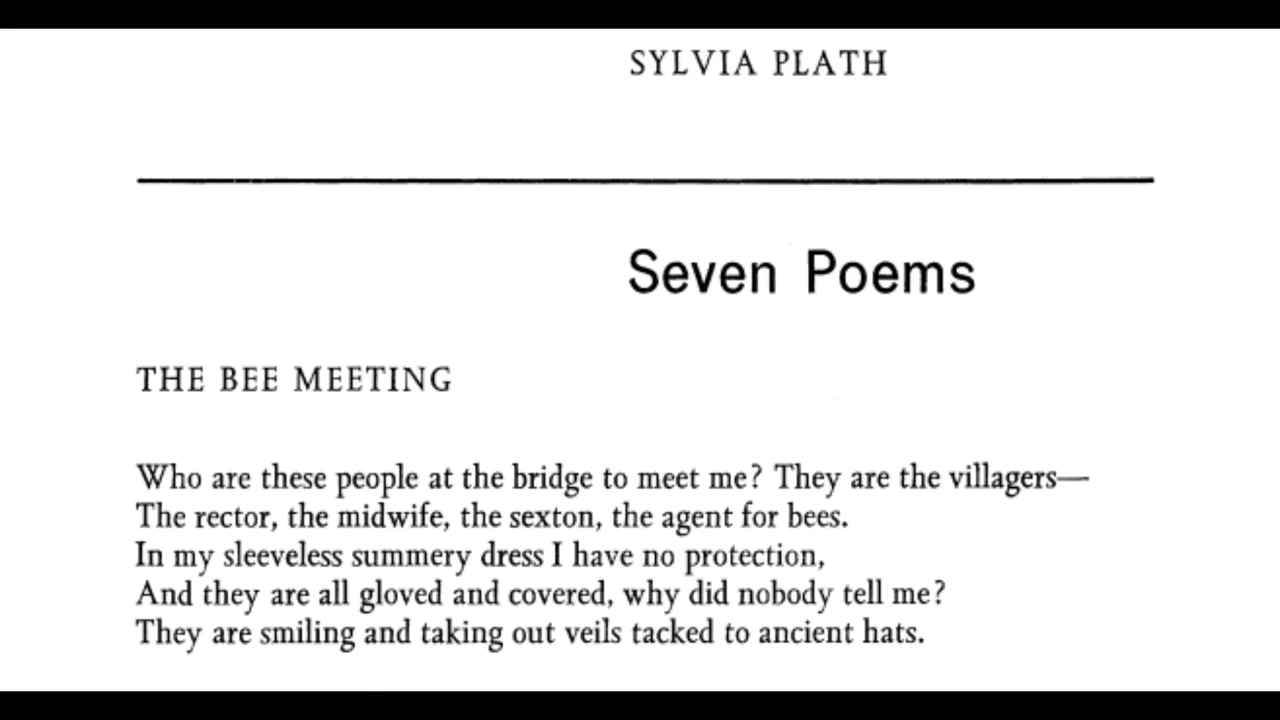 SYLVIA PLATH
Seven Poems
THE BEE MEETING
Who are these people at the bridge to meet me? They are the villagers—
The rector, the midwife, the sexton, the agent for bees.
In my sleeveless summery dress I have no protection,
And they are all gloved and covered, why did nobody tell me?
They are smiling and taking out veils tacked to ancient hats.